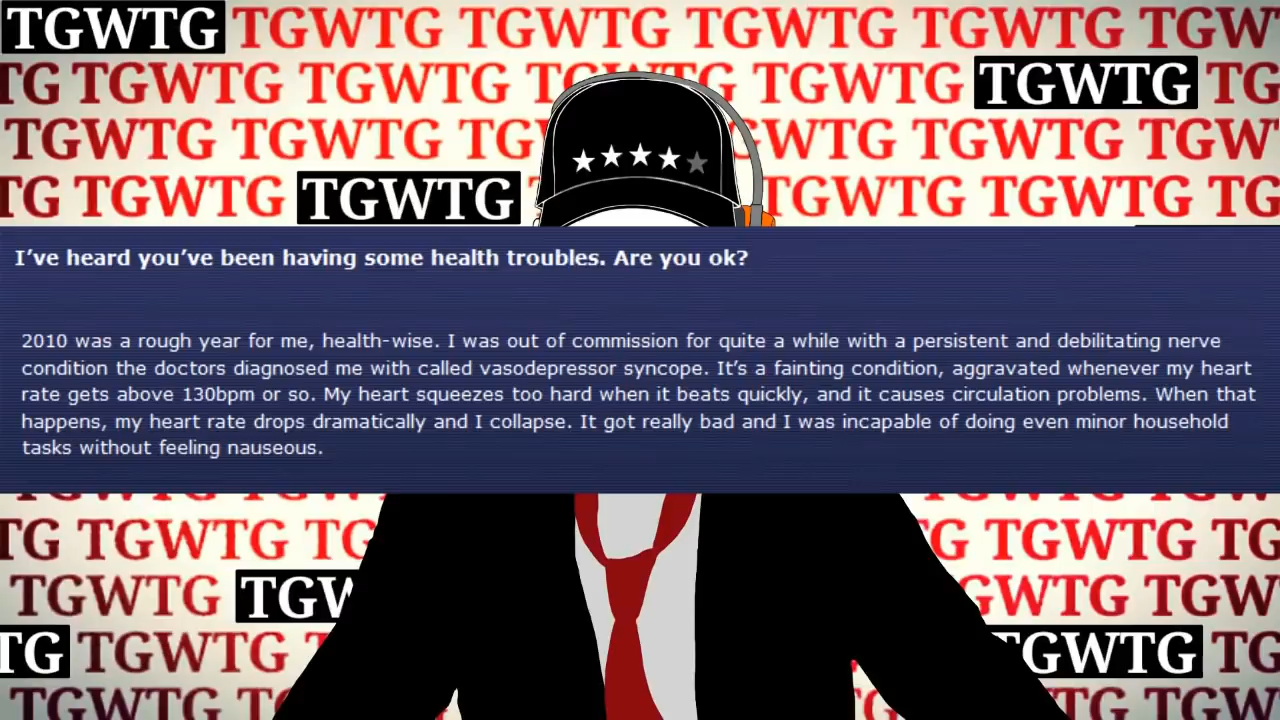 TGWTG TGWTG TGWTG TGWTG TGWTG TGW
TG TGWTG TGWTG TGWTG TGWTG TG
TGWTG TGWTG TG WTG TGWTG TGWTG
TG TGWTG TGWTG TGWTG TGWTG TG
I've heard you've been having some health troubles. Are you ok?
2010 was a rough year for me, health-wise. I was out of commission for quite a while with a persistent and debilitating nerve
condition the doctors diagnosed me with called vasodepressor syncope. It's a fainting condition, aggravated whenever my heart
rate gets above 130bpm or so. My heart squeezes too hard when it beats quickly, and it causes circulation problems. When that
happens, my heart rate drops dramatically and I collapse. It got really bad and I was incapable of doing even minor household
tasks without feeling nauseous.
TG TGWTG TG G TGWTG TG
TGWTG TGW GWTG TGW
TG TGWTG GWTG TG